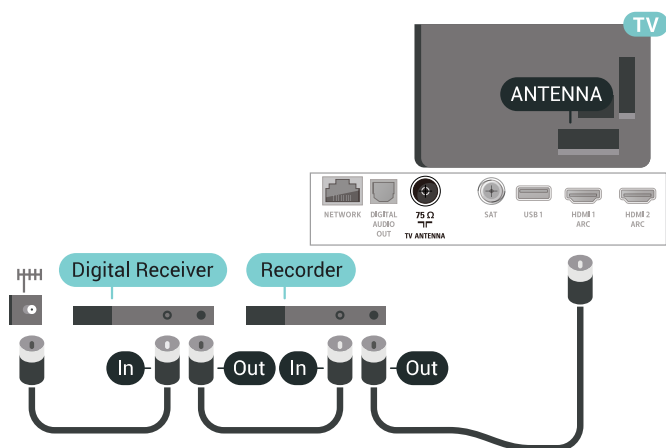 TV
ANTENNA
NETWORK
DIGITAL
AUDIO
OUT
75 Ω
TV ANTENNA
SAT
USB 1
HDMI 1
ARC
HDMI 2
ARC
Digital Receiver
Recorder
In
Out
In
Out